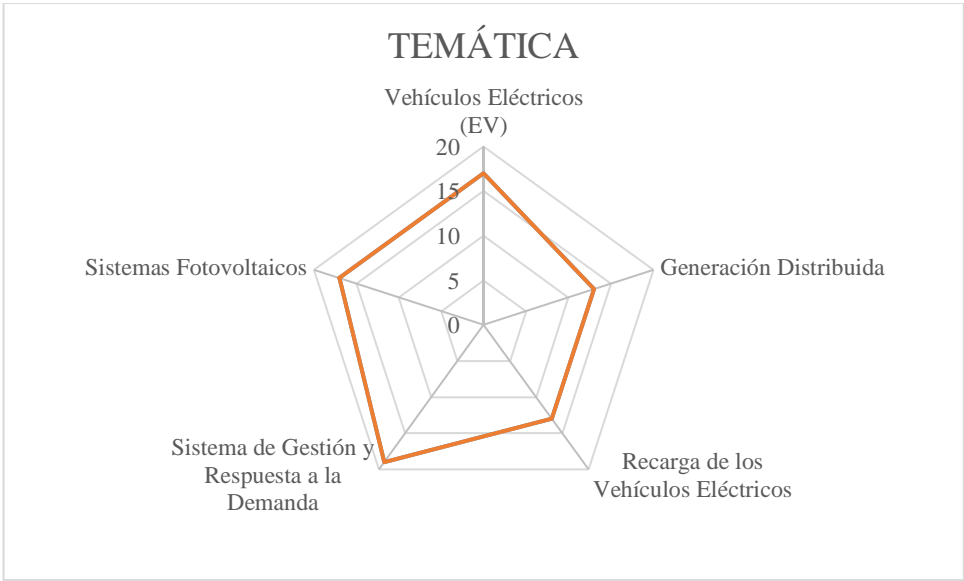 TEMÁTICA
Vehículos Eléctricos
(EV)
20
15
10
5
0
Sistemas Fotovoltaicos
Generación Distribuida
Sistema de Gestión y
Respuesta a la
Demanda
Recarga de los
Vehículos Eléctricos